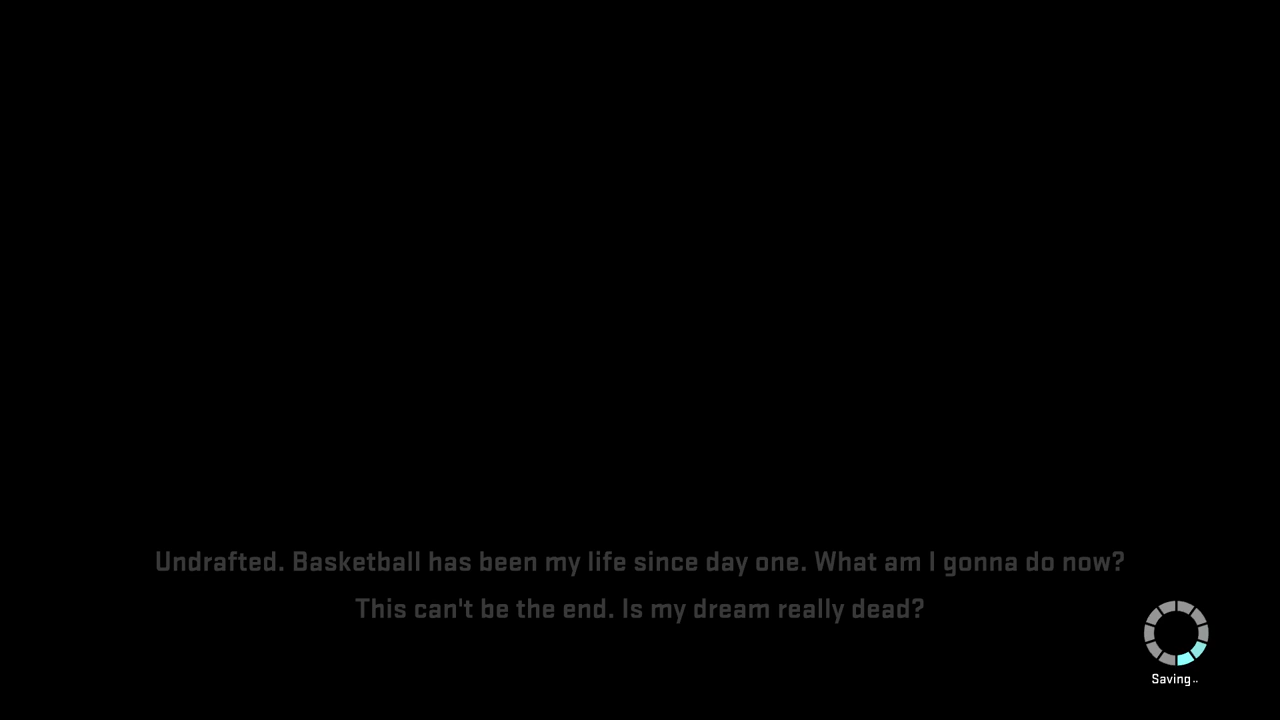 Undrafted. Basketball has been my life since day one. What am I gonna do now?
This can't be the end. Is my dream really dead?
Saving..